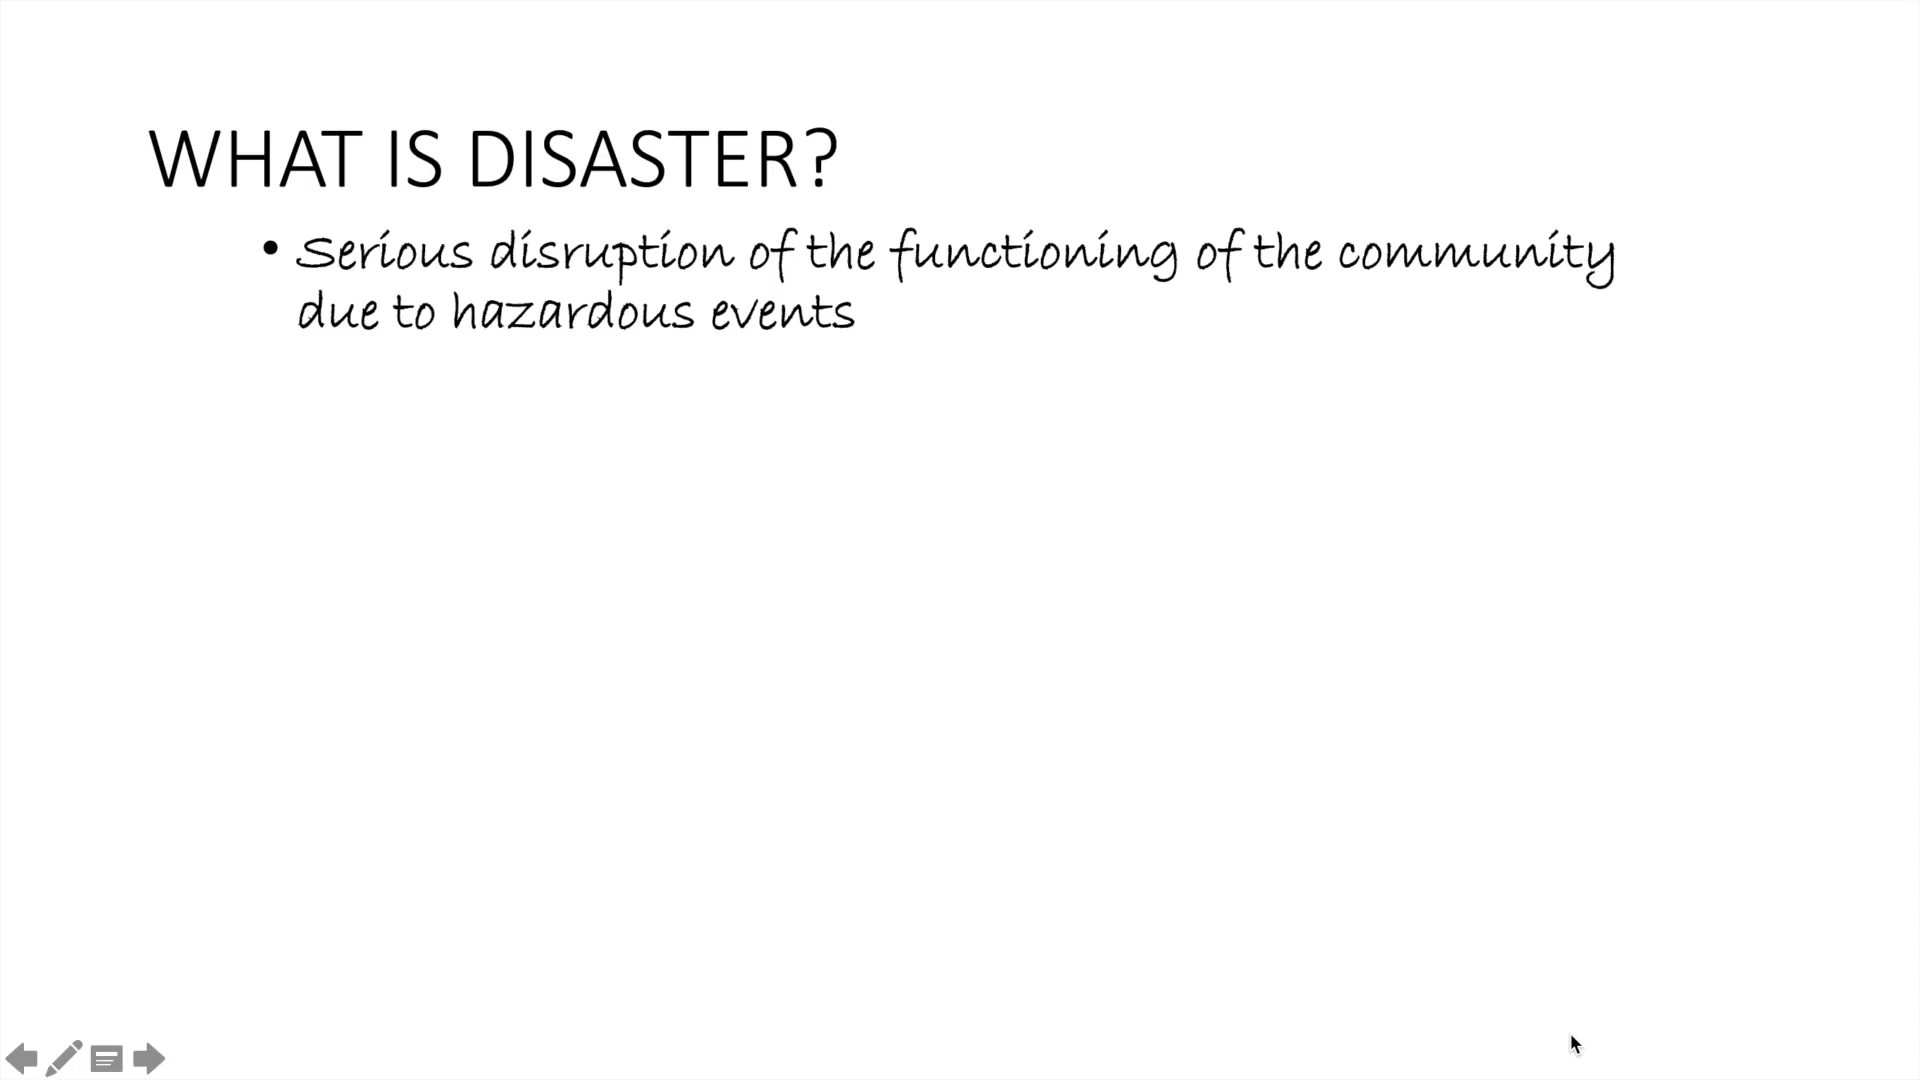 WHAT IS DISASTER?
• Serious disruption of the functioning of the community
due to hazardous events